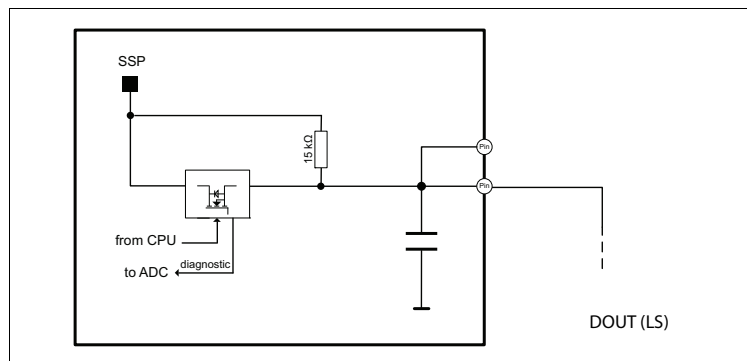 SSP
15 kΩ
Pin
Pin
from CPU
diagnostic
to ADC
DOUT (LS)